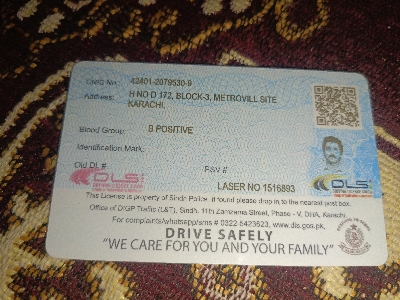 CNIC No: 42401-2079530-9
Address: H NO D 172, BLOCK-3, METROVILL SITE
KARACHI,
Blood Group: B POSITIVE
Identification Mark:
Old DL #
PSV #
LASER NO 1516893
DLS
DLS
This License is property of Sindh Police, if found please drop in to the nearest post box.
Office of DIGP Traffic (L&T), Sindh, 11th Zamzama Street, Phase - V, DHA, Karachi.
For complaints/whatsapp/sms # 0322 6423623, www.dls.gos.pk,
DRIVE SAFELY
"WE CARE FOR YOU AND YOUR FAMILY"